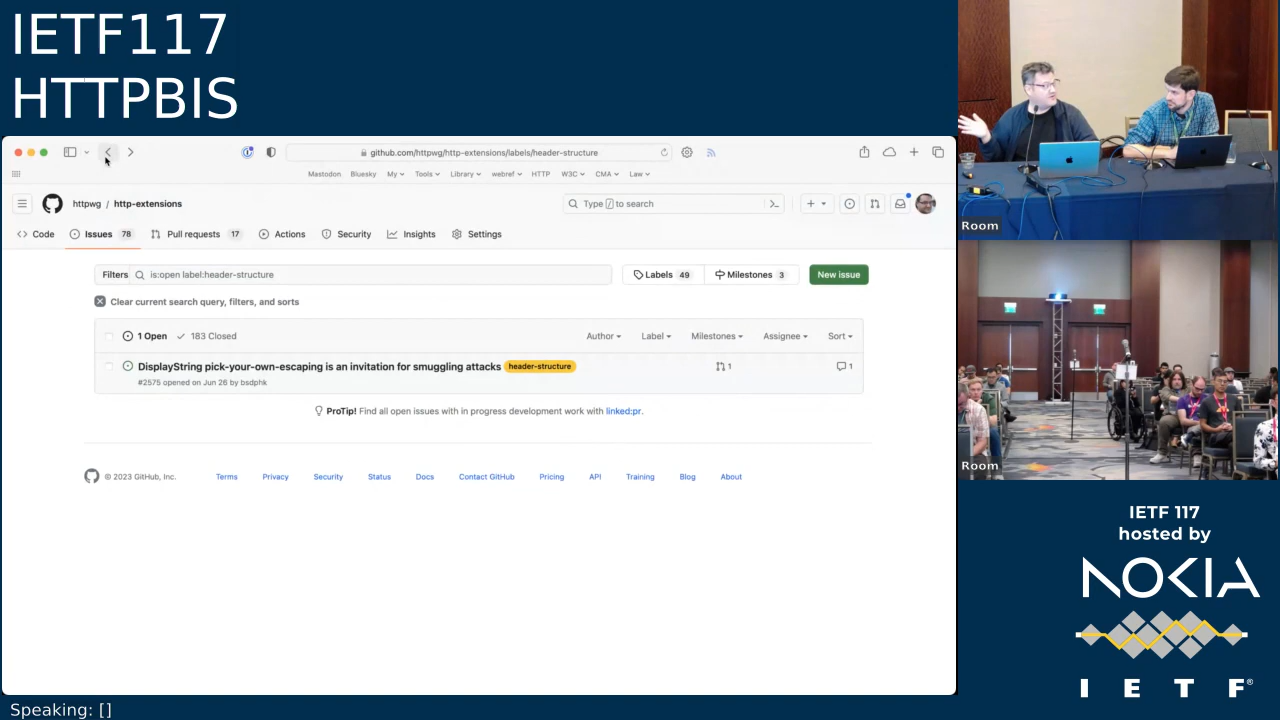 IETF117
HTTPBIS
github.com/httpwg/http-extensions/labels/header-structure
Mastodon Bluesky My Tools Library webref HTTP W3C CMA Law
httpwg / http-extensions
Type / to search
Code
Issues 78
Pull requests 17
Actions
Security
Insights
Settings
Filters
is:open label:header-structure
Labels 49
Milestones 3
New issue
Clear current search query, filters, and sorts
1 Open 183 Closed
Author Label Milestones Assignee Sort
DisplayString pick-your-own-escaping is an invitation for smuggling attacks header-structure
1
1
#2575 opened on Jun 26 by bsdphk
ProTip! Find all open issues with in progress development work with linked:pr.
© 2023 GitHub, Inc. Terms Privacy Security Status Docs Contact GitHub Pricing API Training Blog About
Room
Room
IETF 117
hosted by
NOKIA
I E T F®
Speaking: []